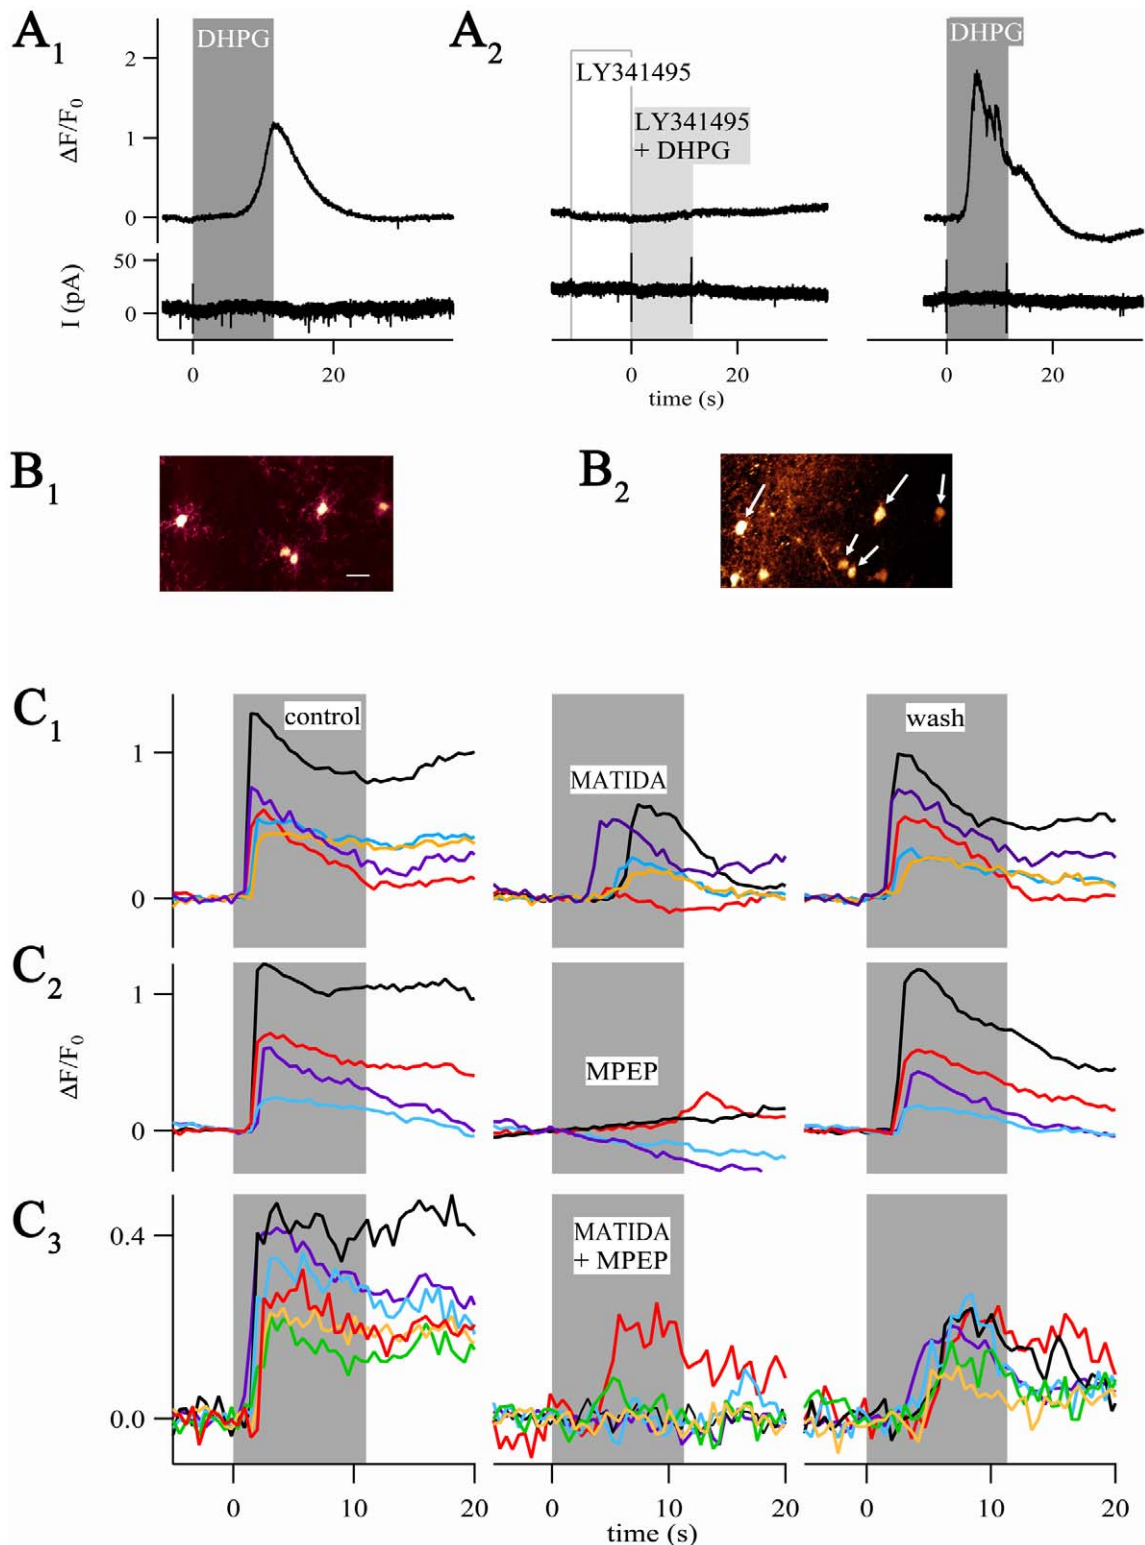 A1
DHPG
2
1
0
ΔF/F0
50
0
I (pA)
0
20
A2
LY341495
LY341495
+ DHPG
DHPG
0
20
0
20
time (s)
B1
B2
C1
control
MATIDA
wash
1
0
C2
MPEP
1
0
ΔF/F0
C3
MATIDA
+ MPEP
0.4
0.0
0
10
20
0
10
20
0
10
20
time (s)